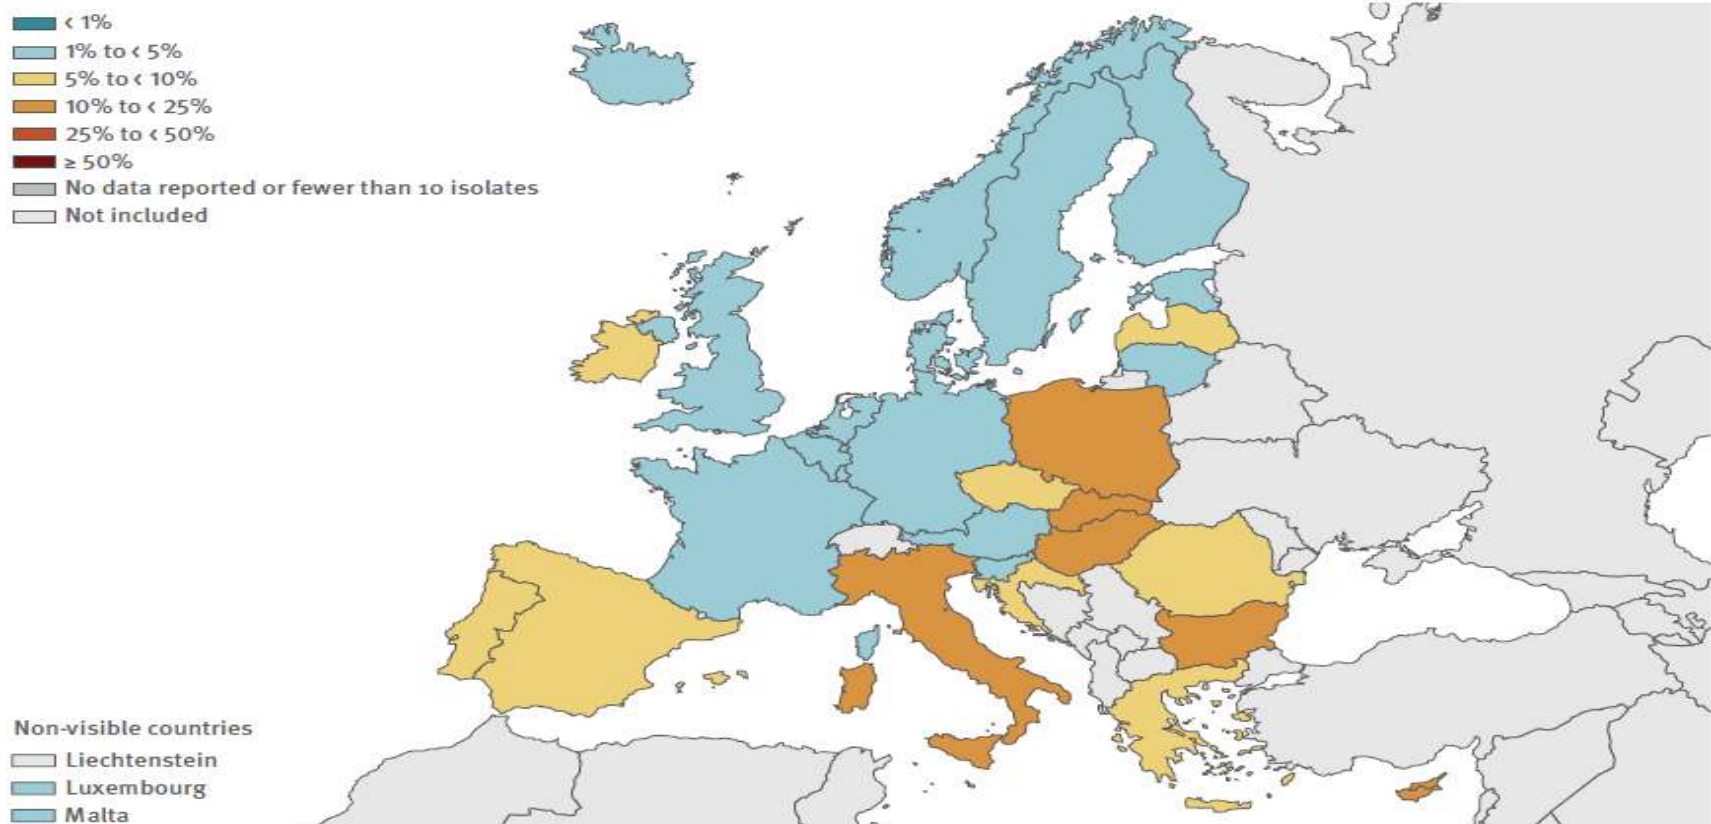 < 1%
1% to < 5%
5% to < 10%
10% to < 25%
25% to < 50%
≥ 50%
No data reported or fewer than 10 isolates
Not included
Non-visible countries
Liechtenstein
Luxembourg
Malta